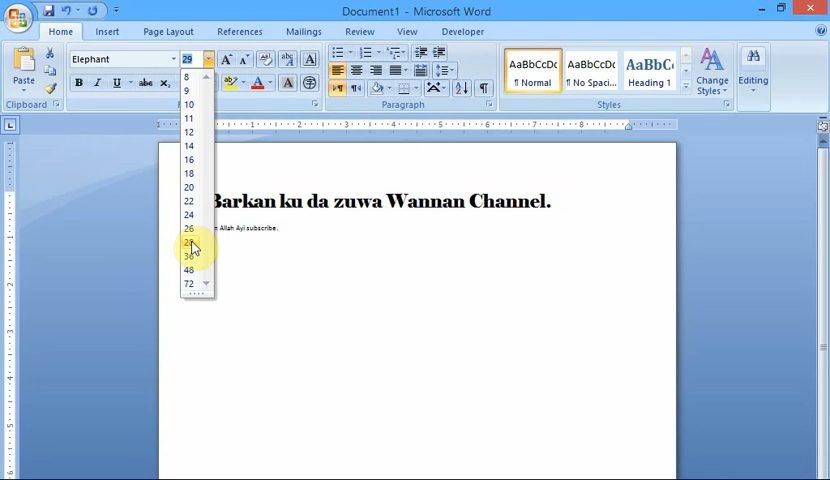 Document1 - Microsoft Word
Home Insert Page Layout References Mailings Review View Developer
Paste
Elephant 29
B I U abc x
AaBbCcDc AaBbCcDc AaBbC
¶ Normal ¶ No Spaci... Heading 1
Change Styles
Editing
Clipboard Paragraph Styles
8
9
10
11
12
14
16
18
20
22
24
26
28
36
48
72
Barkan ku da zuwa Wannan Channel.
Allah Ayi subscribe.